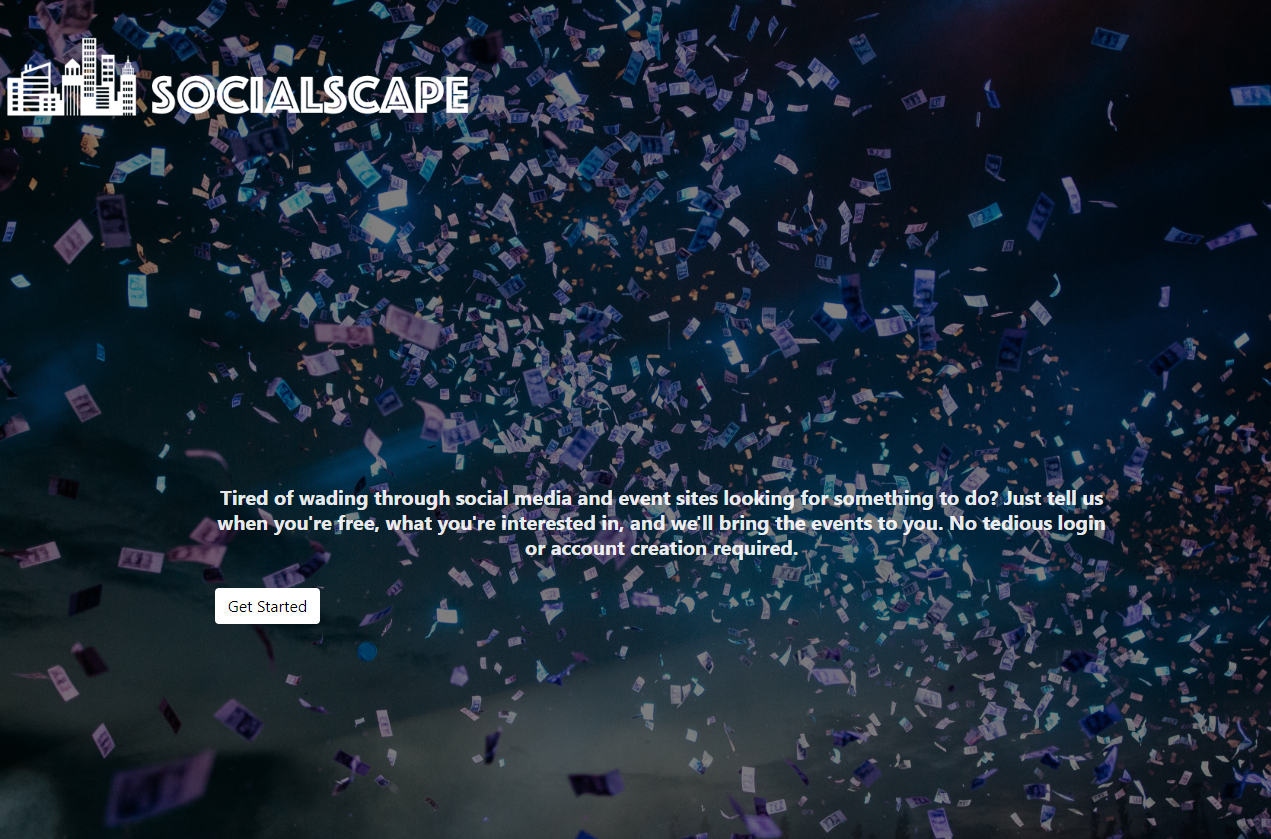 SOCIALSCAPE
Tired of wading through social media and event sites looking for something to do? Just tell us
when you're free, what you're interested in, and we'll bring the events to you. No tedious login
or account creation required.
Get Started